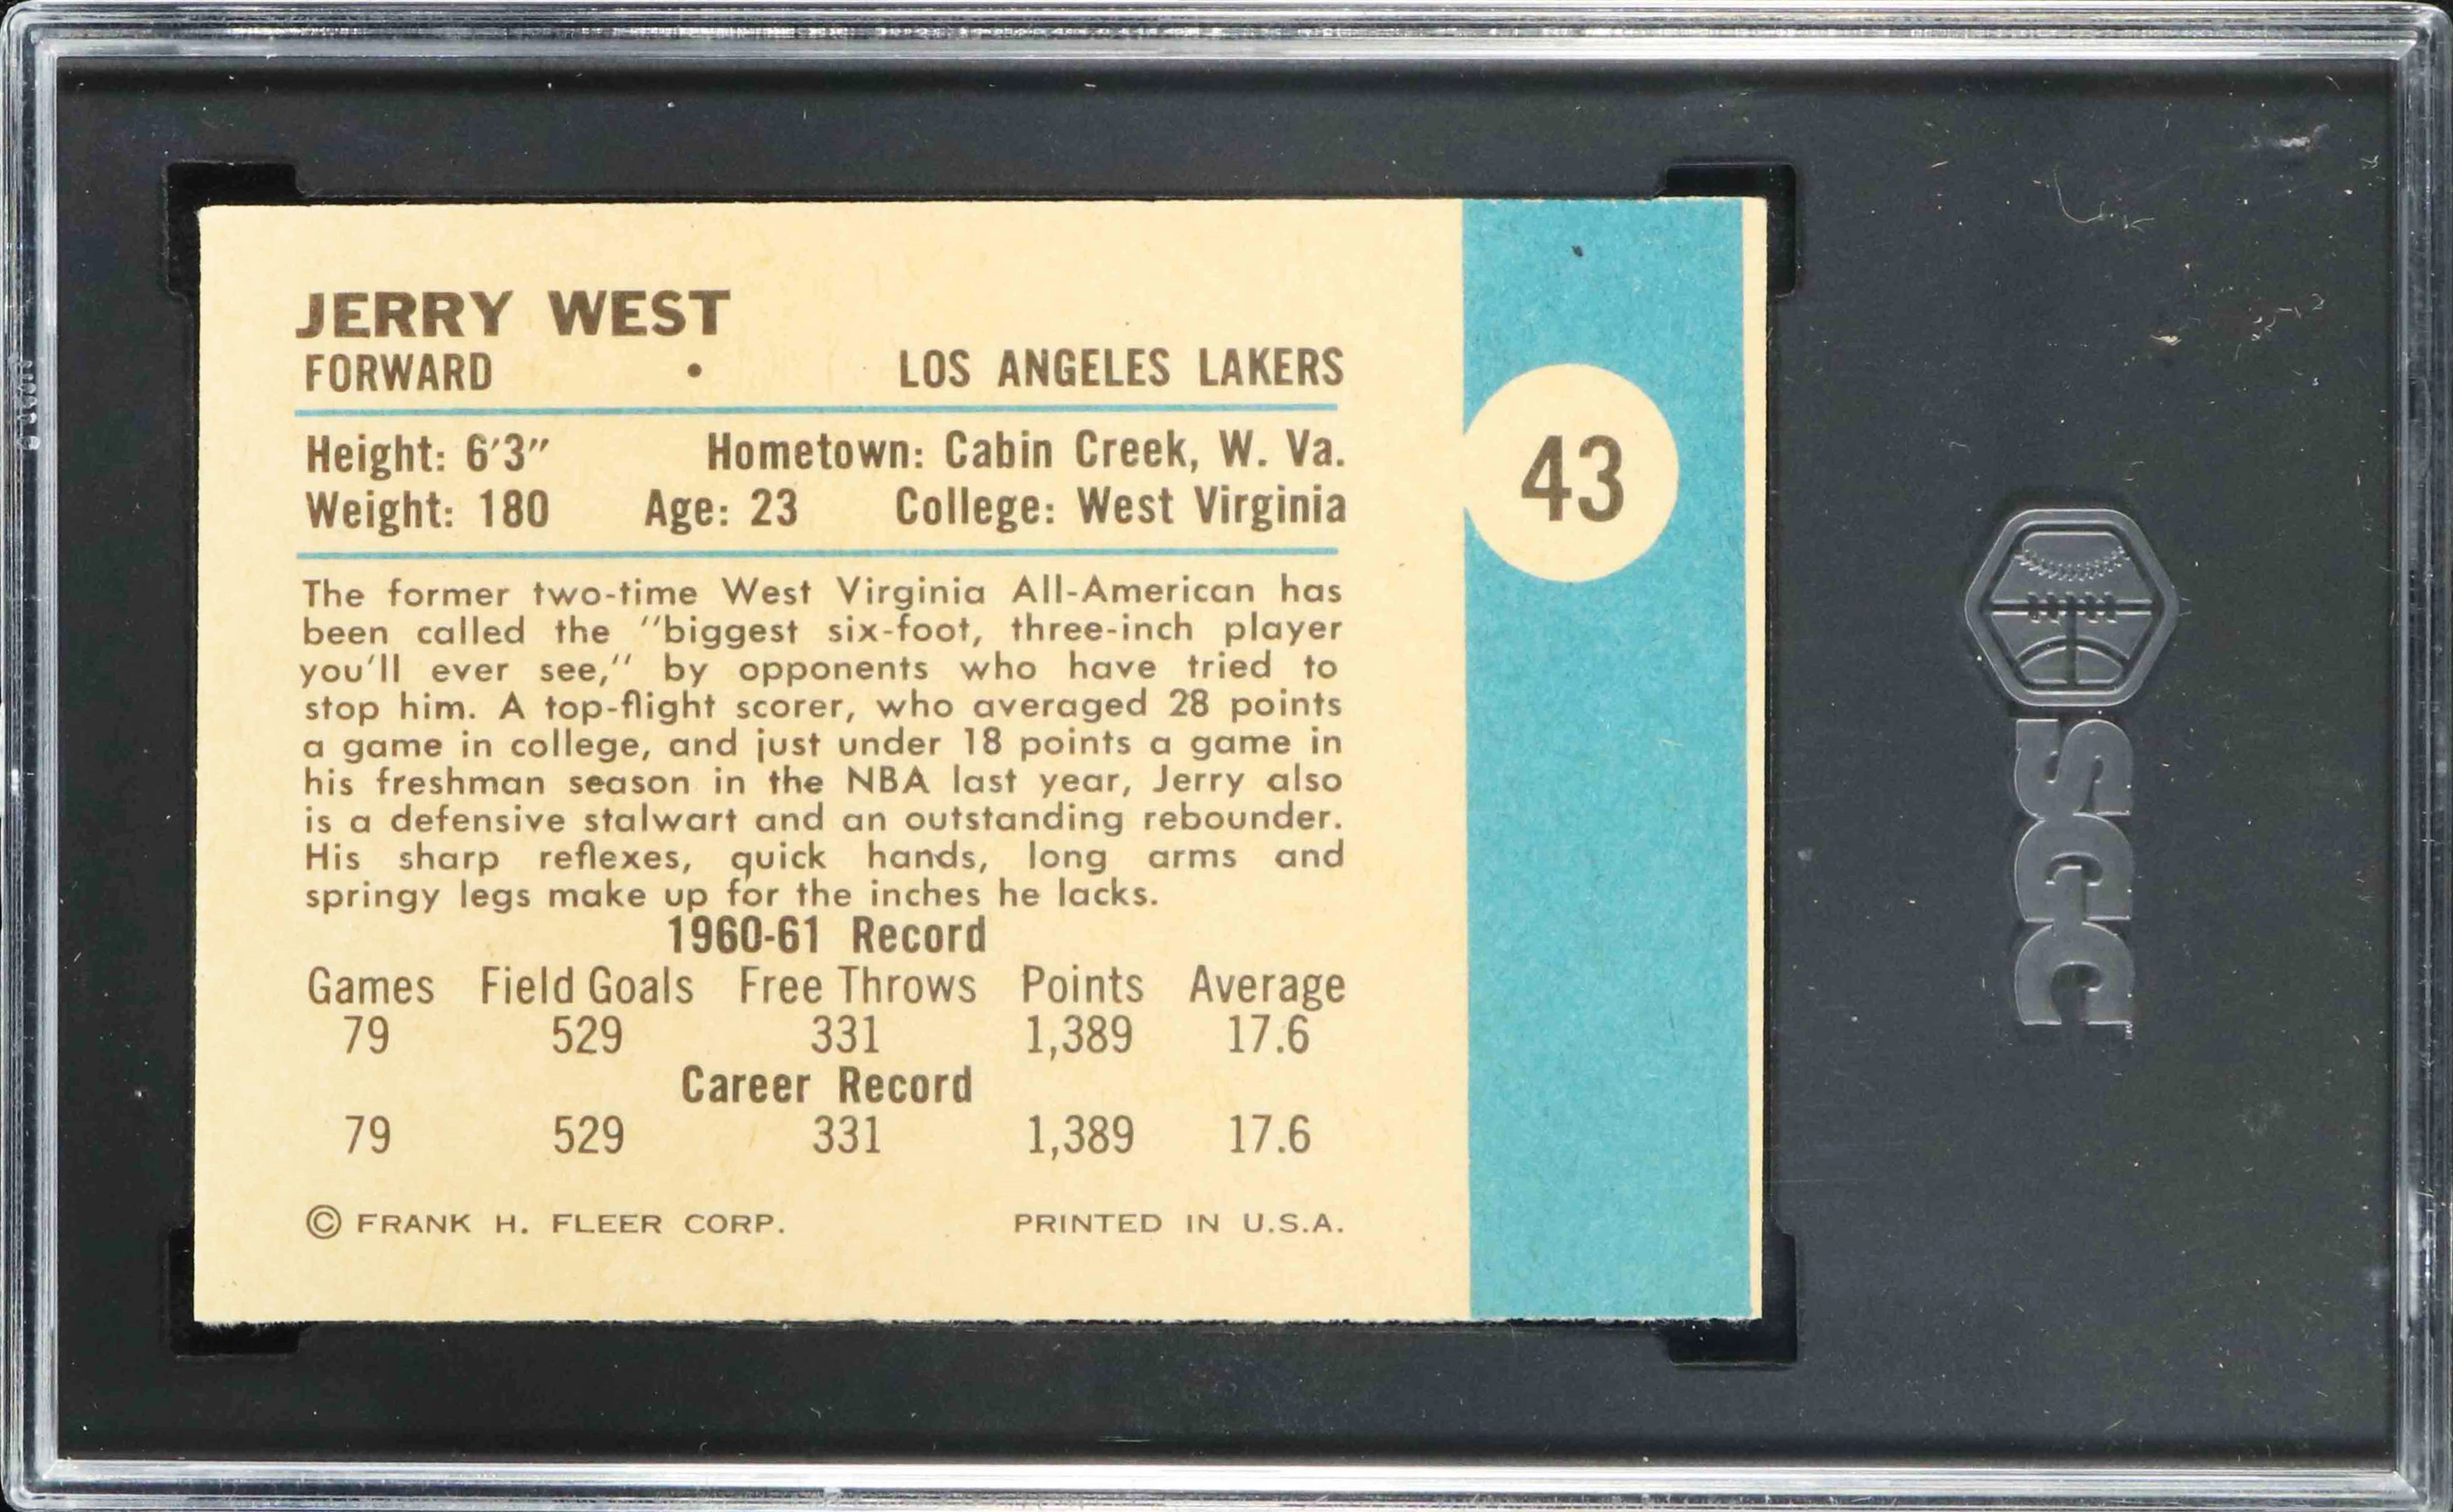 JERRY WEST
FORWARD • LOS ANGELES LAKERS
Height: 6'3" Hometown: Cabin Creek, W. Va.
Weight: 180 Age: 23 College: West Virginia
43
The former two-time West Virginia All-American has
been called the "biggest six-foot, three-inch player
you'll ever see," by opponents who have tried to
stop him. A top-flight scorer, who averaged 28 points
a game in college, and just under 18 points a game in
his freshman season in the NBA last year, Jerry also
is a defensive stalwart and an outstanding rebounder.
His sharp reflexes, quick hands, long arms and
springy legs make up for the inches he lacks.
1960-61 Record
Games Field Goals Free Throws Points Average
79 529 331 1,389 17.6
Career Record
79 529 331 1,389 17.6
© FRANK H. FLEER CORP. PRINTED IN U.S.A.
SGC